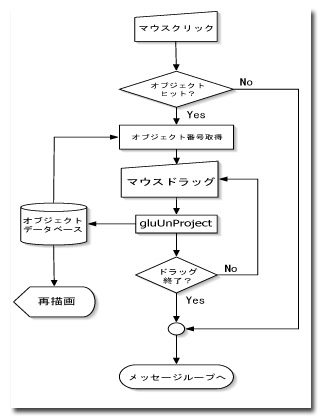 マウスクリック
オブジェクト
ヒット？
No
Yes
オブジェクト番号取得
マウスドラッグ
オブジェクト
データベース
gluUnProject
ドラッグ
終了？
No
Yes
再描画
メッセージループへ